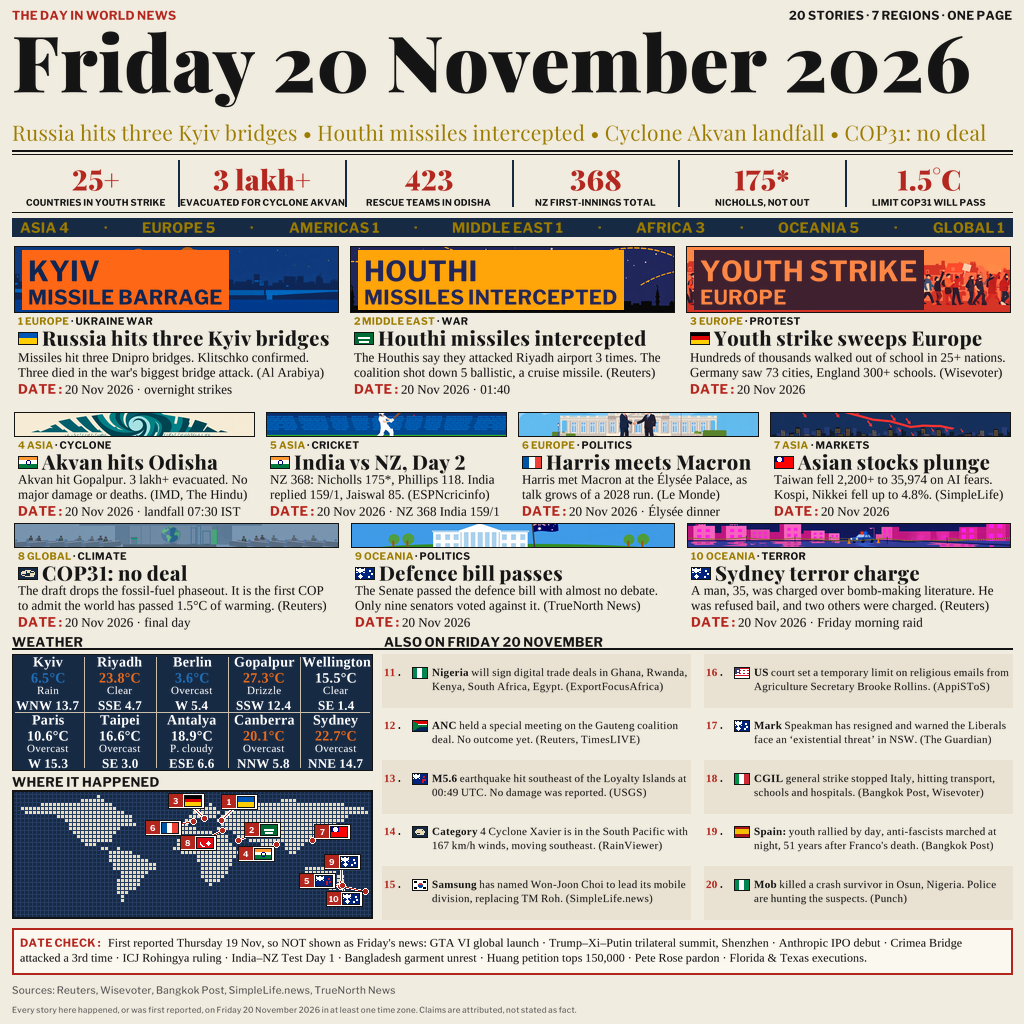 THE DAY IN WORLD NEWS
20 STORIES · 7 REGIONS · ONE PAGE
Friday 20 November 2026
Russia hits three Kyiv bridges • Houthi missiles intercepted • Cyclone Akvan landfall • COP31: no deal
25+
COUNTRIES IN YOUTH STRIKE
3 lakh+
EVACUATED FOR CYCLONE AKVAN
423
RESCUE TEAMS IN ODISHA
368
NZ FIRST-INNINGS TOTAL
175*
NICHOLLS, NOT OUT
1.5°C
LIMIT COP31 WILL PASS
ASIA 4 · EUROPE 5 · AMERICAS 1 · MIDDLE EAST 1 · AFRICA 3 · OCEANIA 5 · GLOBAL 1
KYIV
MISSILE BARRAGE
1 EUROPE · UKRAINE WAR
Russia hits three Kyiv bridges
Missiles hit three Dnipro bridges. Klitschko confirmed.
Three died in the war's biggest bridge attack. (Al Arabiya)
DATE: 20 Nov 2026 · overnight strikes
HOUTHI
MISSILES INTERCEPTED
2 MIDDLE EAST · WAR
Houthi missiles intercepted
The Houthis say they attacked Riyadh airport 3 times. The
coalition shot down 5 ballistic, a cruise missile. (Reuters)
DATE: 20 Nov 2026 · 01:40
YOUTH STRIKE
EUROPE
3 EUROPE · PROTEST
Youth strike sweeps Europe
Hundreds of thousands walked out of school in 25+ nations.
Germany saw 73 cities, England 300+ schools. (Wisevoter)
DATE: 20 Nov 2026
4 ASIA · CYCLONE
Akvan hits Odisha
Akvan hit Gopalpur. 3 lakh+ evacuated. No
major damage or deaths. (IMD, The Hindu)
DATE: 20 Nov 2026 · landfall 07:30 IST
5 ASIA · CRICKET
India vs NZ, Day 2
NZ 368: Nicholls 175*, Phillips 118. India
replied 159/1, Jaiswal 85. (ESPNcricinfo)
DATE: 20 Nov 2026 · NZ 368 India 159/1
6 EUROPE · POLITICS
Harris meets Macron
Harris met Macron at the Élysée Palace, as
talk grows of a 2028 run. (Le Monde)
DATE: 20 Nov 2026 · Élysée dinner
7 ASIA · MARKETS
Asian stocks plunge
Taiwan fell 2,200+ to 35,974 on AI fears.
Kospi, Nikkei fell up to 4.8%. (SimpleLife)
DATE: 20 Nov 2026
8 GLOBAL · CLIMATE
COP31: no deal
The draft drops the fossil-fuel phaseout. It is the first COP
to admit the world has passed 1.5°C of warming. (Reuters)
DATE: 20 Nov 2026 · final day
9 OCEANIA · POLITICS
Defence bill passes
The Senate passed the defence bill with almost no debate.
Only nine senators voted against it. (TrueNorth News)
DATE: 20 Nov 2026
10 OCEANIA · TERROR
Sydney terror charge
A man, 35, was charged over bomb-making literature. He
was refused bail, and two others were charged. (Reuters)
DATE: 20 Nov 2026 · Friday morning raid
WEATHER
Kyiv Riyadh Berlin Gopalpur Wellington
6.5°C 23.8°C 3.6°C 27.3°C 15.5°C
Rain Clear Overcast Drizzle Clear
WNW 13.7 SSE 4.7 W 5.4 SSW 12.4 SE 1.4
Paris Taipei Antalya Canberra Sydney
10.6°C 16.6°C 18.9°C 20.1°C 22.7°C
Overcast Overcast P. cloudy Overcast Overcast
W 15.3 SE 3.0 ESE 6.6 NNW 5.8 NNE 14.7
WHERE IT HAPPENED
3
1
6
2
7
8
4
9
5
10
ALSO ON FRIDAY 20 NOVEMBER
11. Nigeria will sign digital trade deals in Ghana, Rwanda,
Kenya, South Africa, Egypt. (ExportFocusAfrica)
12. ANC held a special meeting on the Gauteng coalition
deal. No outcome yet. (Reuters, TimesLIVE)
13. M5.6 earthquake hit southeast of the Loyalty Islands at
00:49 UTC. No damage was reported. (USGS)
14. Category 4 Cyclone Xavier is in the South Pacific with
167 km/h winds, moving southeast. (RainViewer)
15. Samsung has named Won-Joon Choi to lead its mobile
division, replacing TM Roh. (SimpleLife.news)
16. US court set a temporary limit on religious emails from
Agriculture Secretary Brooke Rollins. (AppiSToS)
17. Mark Speakman has resigned and warned the Liberals
face an ‘existential threat’ in NSW. (The Guardian)
18. CGIL general strike stopped Italy, hitting transport,
schools and hospitals. (Bangkok Post, Wisevoter)
19. Spain: youth rallied by day, anti-fascists marched at
night, 51 years after Franco's death. (Bangkok Post)
20. Mob killed a crash survivor in Osun, Nigeria. Police
are hunting the suspects. (Punch)
DATE CHECK: First reported Thursday 19 Nov, so NOT shown as Friday's news: GTA VI global launch · Trump–Xi–Putin trilateral summit, Shenzhen · Anthropic IPO debut · Crimea Bridge
attacked a 3rd time · ICJ Rohingya ruling · India–NZ Test Day 1 · Bangladesh garment unrest · Huang petition tops 150,000 · Pete Rose pardon · Florida & Texas executions.
Sources: Reuters, Wisevoter, Bangkok Post, SimpleLife.news, TrueNorth News
Every story here happened, or was first reported, on Friday 20 November 2026 in at least one time zone. Claims are attributed, not stated as fact.